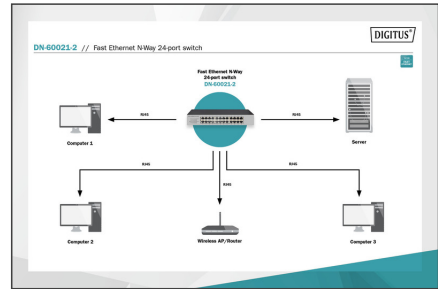 DIGITUS®
DN-60021-2 // Fast Ethernet N-Way 24-port switch
Fast Ethernet N-Way
24-port switch
DN-60021-2
RJ45
RJ45
Computer 1
Server
RJ45
RJ45
RJ45
Computer 2
Wireless AP/Router
Computer 3